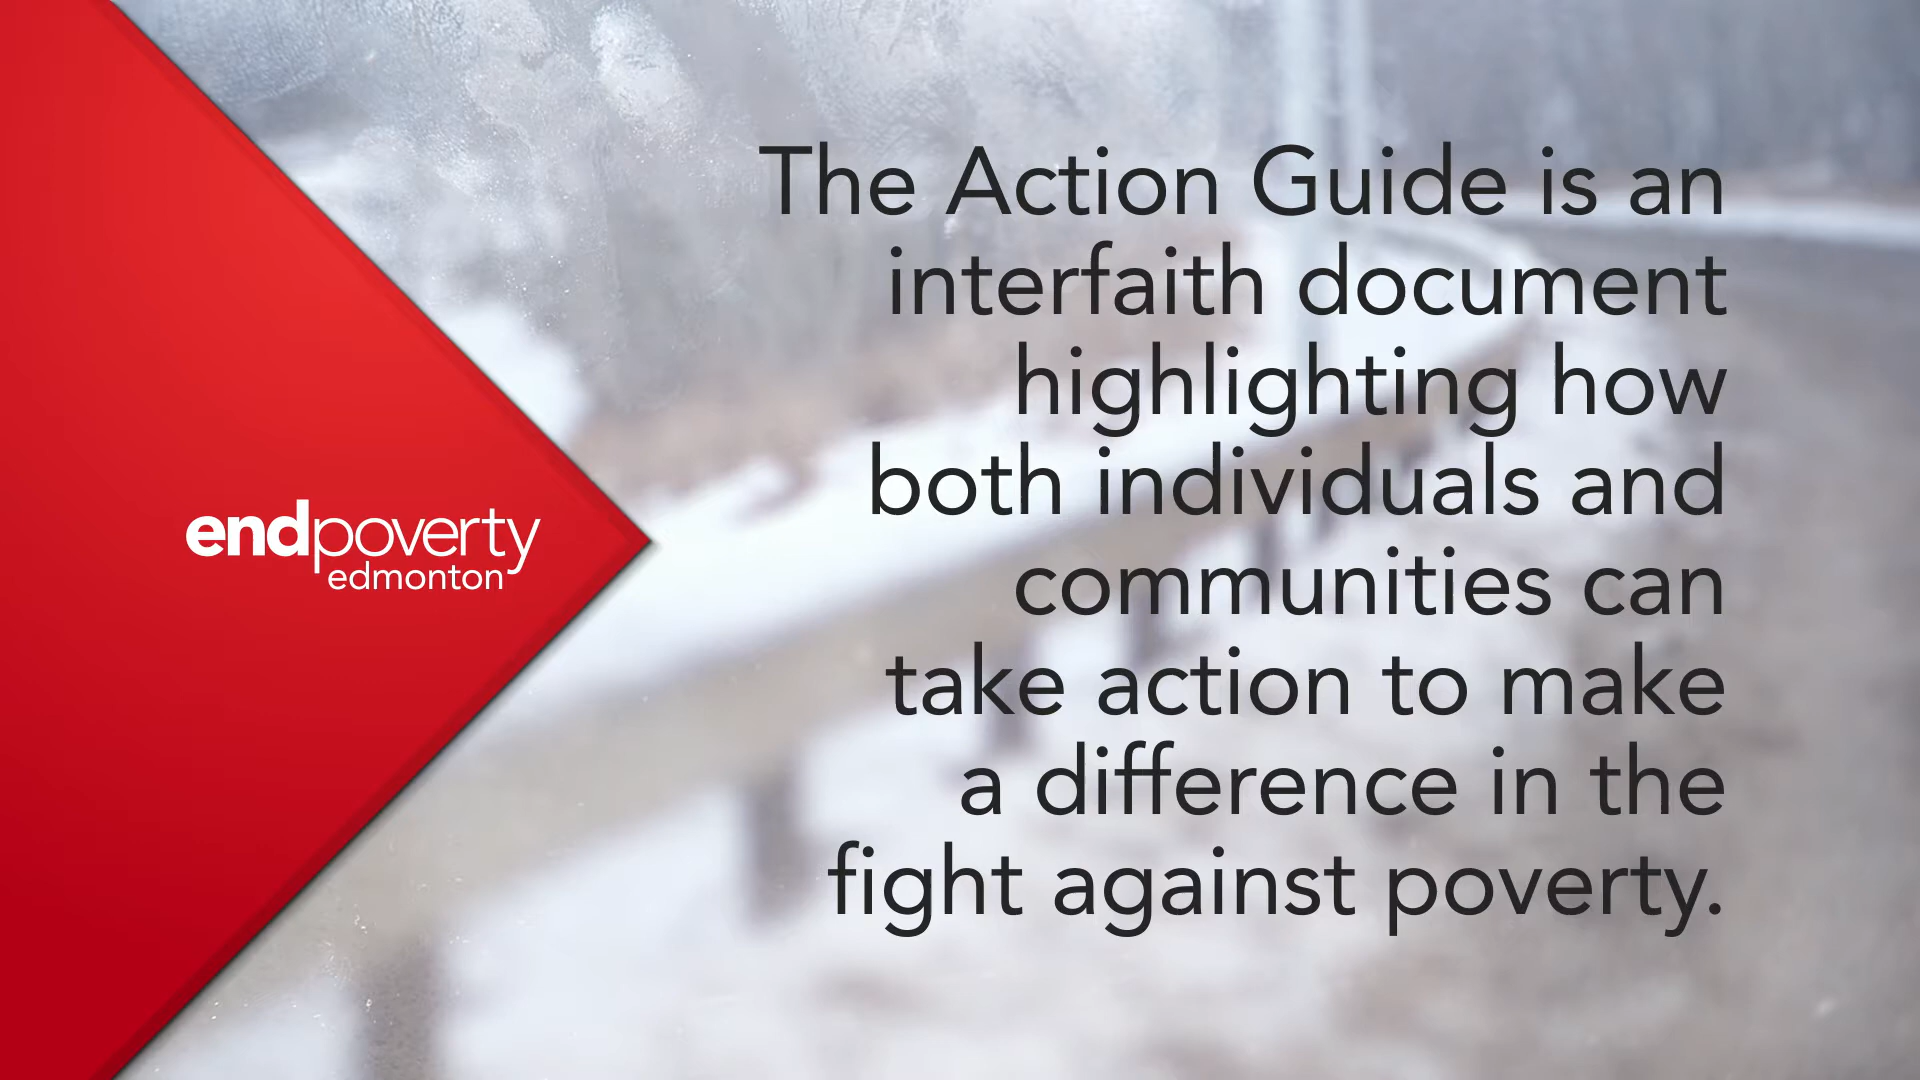 endpoverty
edmonton
The Action Guide is an
interfaith document
highlighting how
both individuals and
communities can
take action to make
a difference in the
fight against poverty.